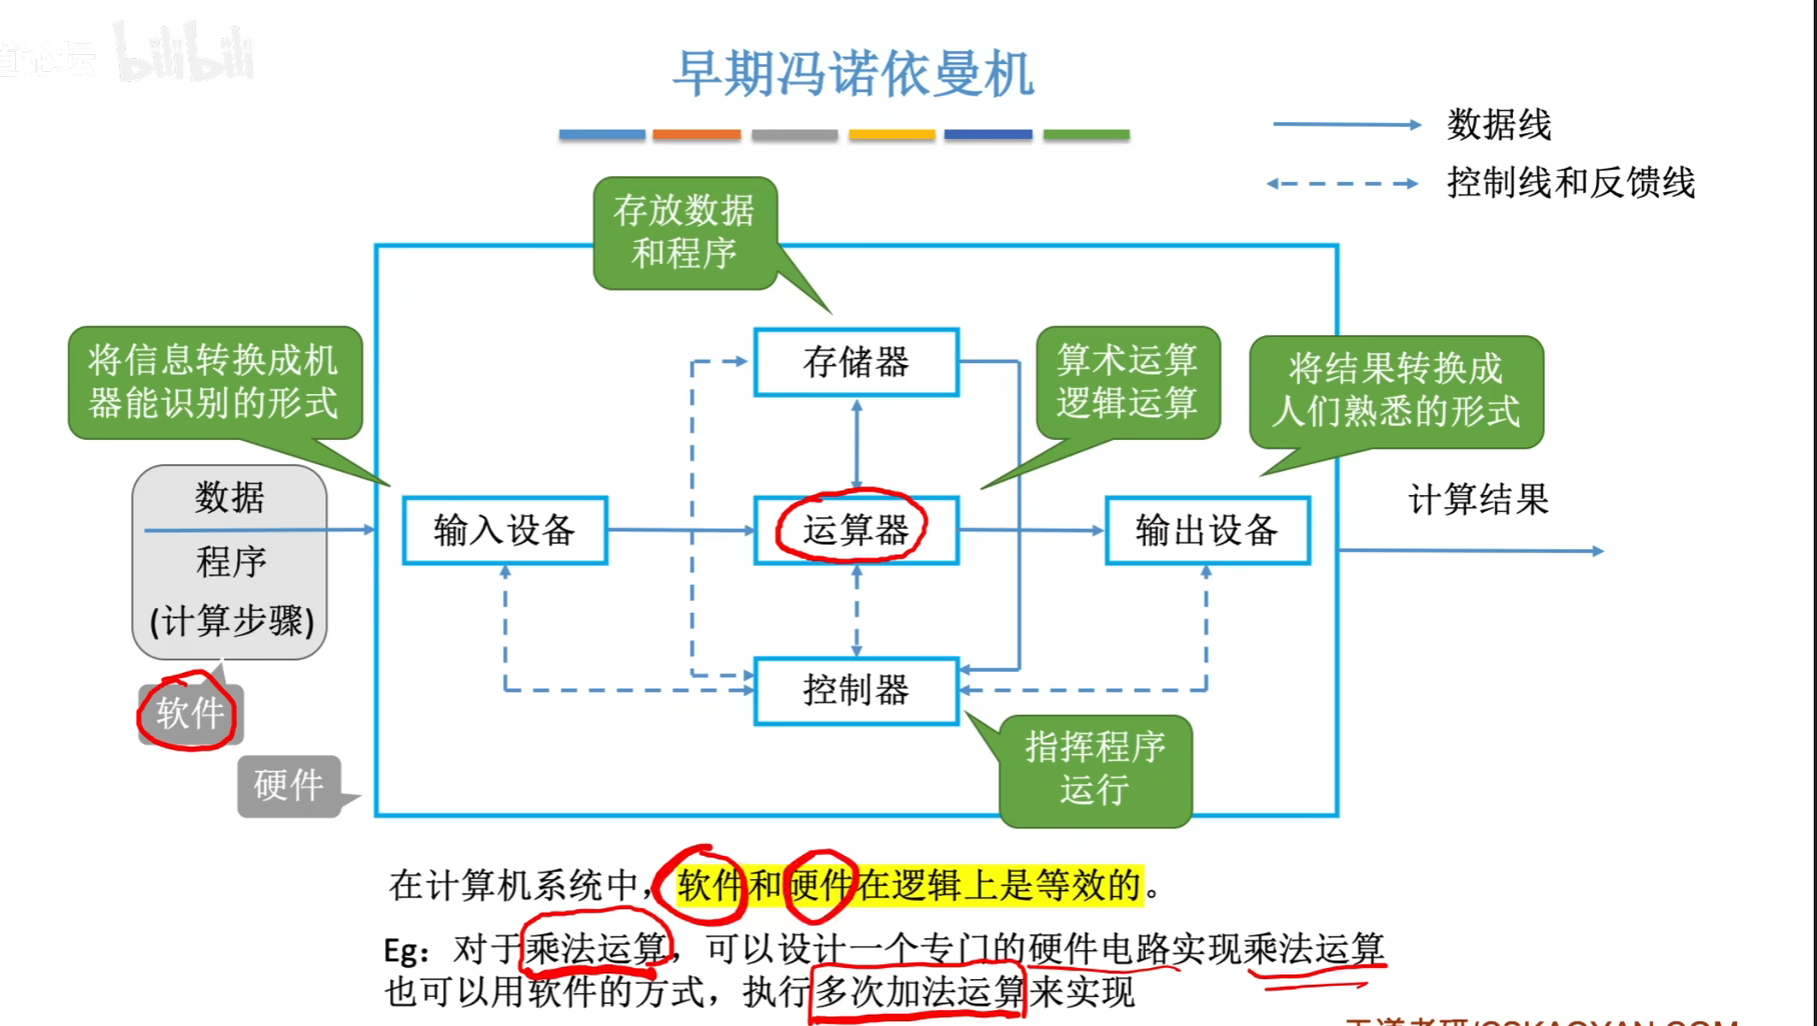 bilibili
早期冯诺依曼机
数据线
控制线和反馈线
存放数据
和程序
将信息转换成机
器能识别的形式
存储器
算术运算
逻辑运算
将结果转换成
人们熟悉的形式
数据
程序
(计算步骤)
输入设备
运算器
输出设备
计算结果
软件
硬件
控制器
指挥程序
运行
在计算机系统中，软件和硬件在逻辑上是等效的。
Eg：对于乘法运算，可以设计一个专门的硬件电路实现乘法运算
也可以用软件的方式，执行多次加法运算来实现
王道考研/CSKAOYAN.COM